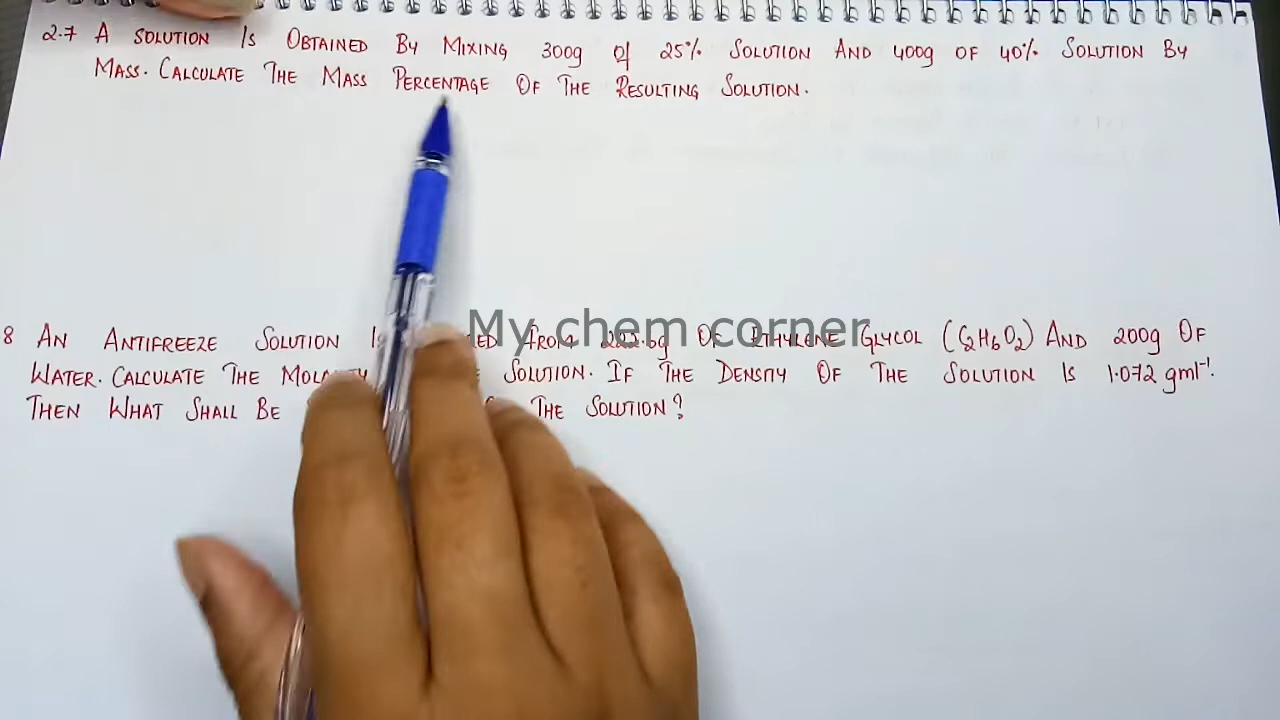 2.7 A SOLUTION IS OBTAINED BY MIXING 300g of 25% SOLUTION AND 400g OF 40% SOLUTION BY
MASS. CALCULATE THE MASS PERCENTAGE OF THE RESULTING SOLUTION.
My chem corner
8 AN ANTIFREEZE SOLUTION FROM OF ETHYLENE GLYCOL (C2H6O2) AND 200g OF
WATER. CALCULATE THE SOLUTION. IF THE DENSITY OF THE SOLUTION IS 1.072 gml⁻¹.
THEN WHAT SHALL BE THE SOLUTION?